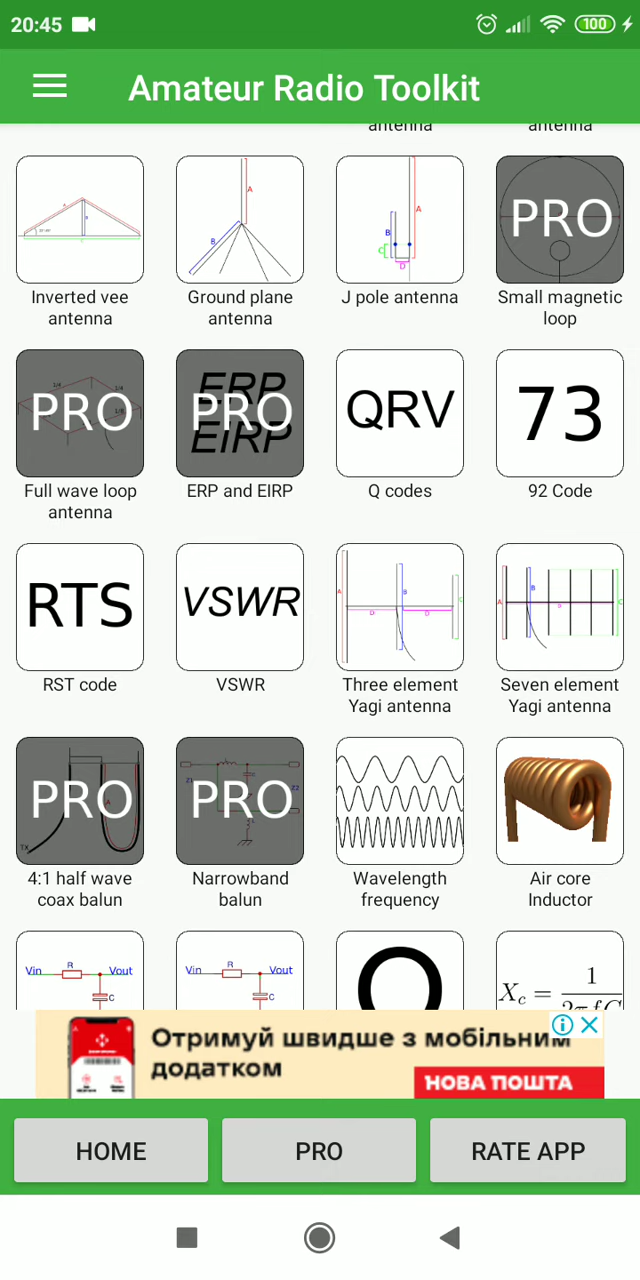 20:45
100
Amateur Radio Toolkit
antenna
antenna
PRO
Inverted vee
antenna
Ground plane
antenna
J pole antenna
Small magnetic
loop
PRO
ERP
PRO
EIRP
QRV
73
Full wave loop
antenna
ERP and EIRP
Q codes
92 Code
RTS
VSWR
RST code
VSWR
Three element
Yagi antenna
Seven element
Yagi antenna
PRO
PRO
4:1 half wave
coax balun
Narrowband
balun
Wavelength
frequency
Air core
Inductor
Vin R Vout
C
Vin R Vout
C
Xc = 1
Отримуй швидше з мобільним
додатком
НОВА ПОШТА
HOME
PRO
RATE APP